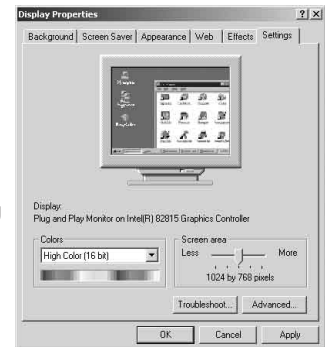 Display Properties
Background Screen Saver Appearance Web Effects Settings
Display:
Plug and Play Monitor on Intel(R) 82815 Graphics Controller
Colors
High Color (16 bit)
Screen area
Less More
1024 by 768 pixels
Troubleshoot... Advanced...
OK Cancel Apply